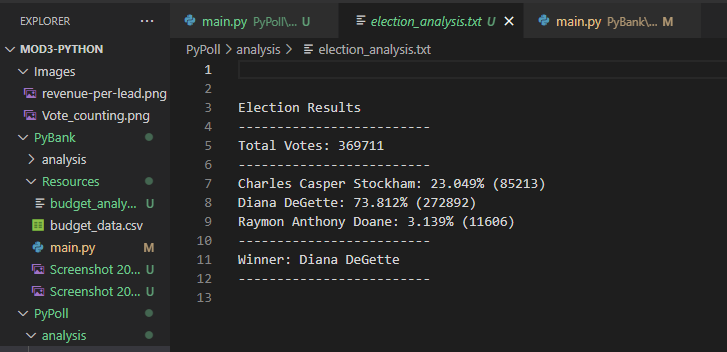 EXPLORER ...
main.py PyPoll\... U
election_analysis.txt U
main.py PyBank\... M
MOD3-PYTHON
Images
revenue-per-lead.png
Vote_counting.png
PyBank
analysis
Resources
budget_analy... U
budget_data.csv
main.py M
Screenshot 20... U
Screenshot 20... U
PyPoll
analysis
PyPoll > analysis > election_analysis.txt
1
2
3 Election Results
4 -------------------------
5 Total Votes: 369711
6 -------------------------
7 Charles Casper Stockham: 23.049% (85213)
8 Diana DeGette: 73.812% (272892)
9 Raymon Anthony Doane: 3.139% (11606)
10 -------------------------
11 Winner: Diana DeGette
12 -------------------------
13